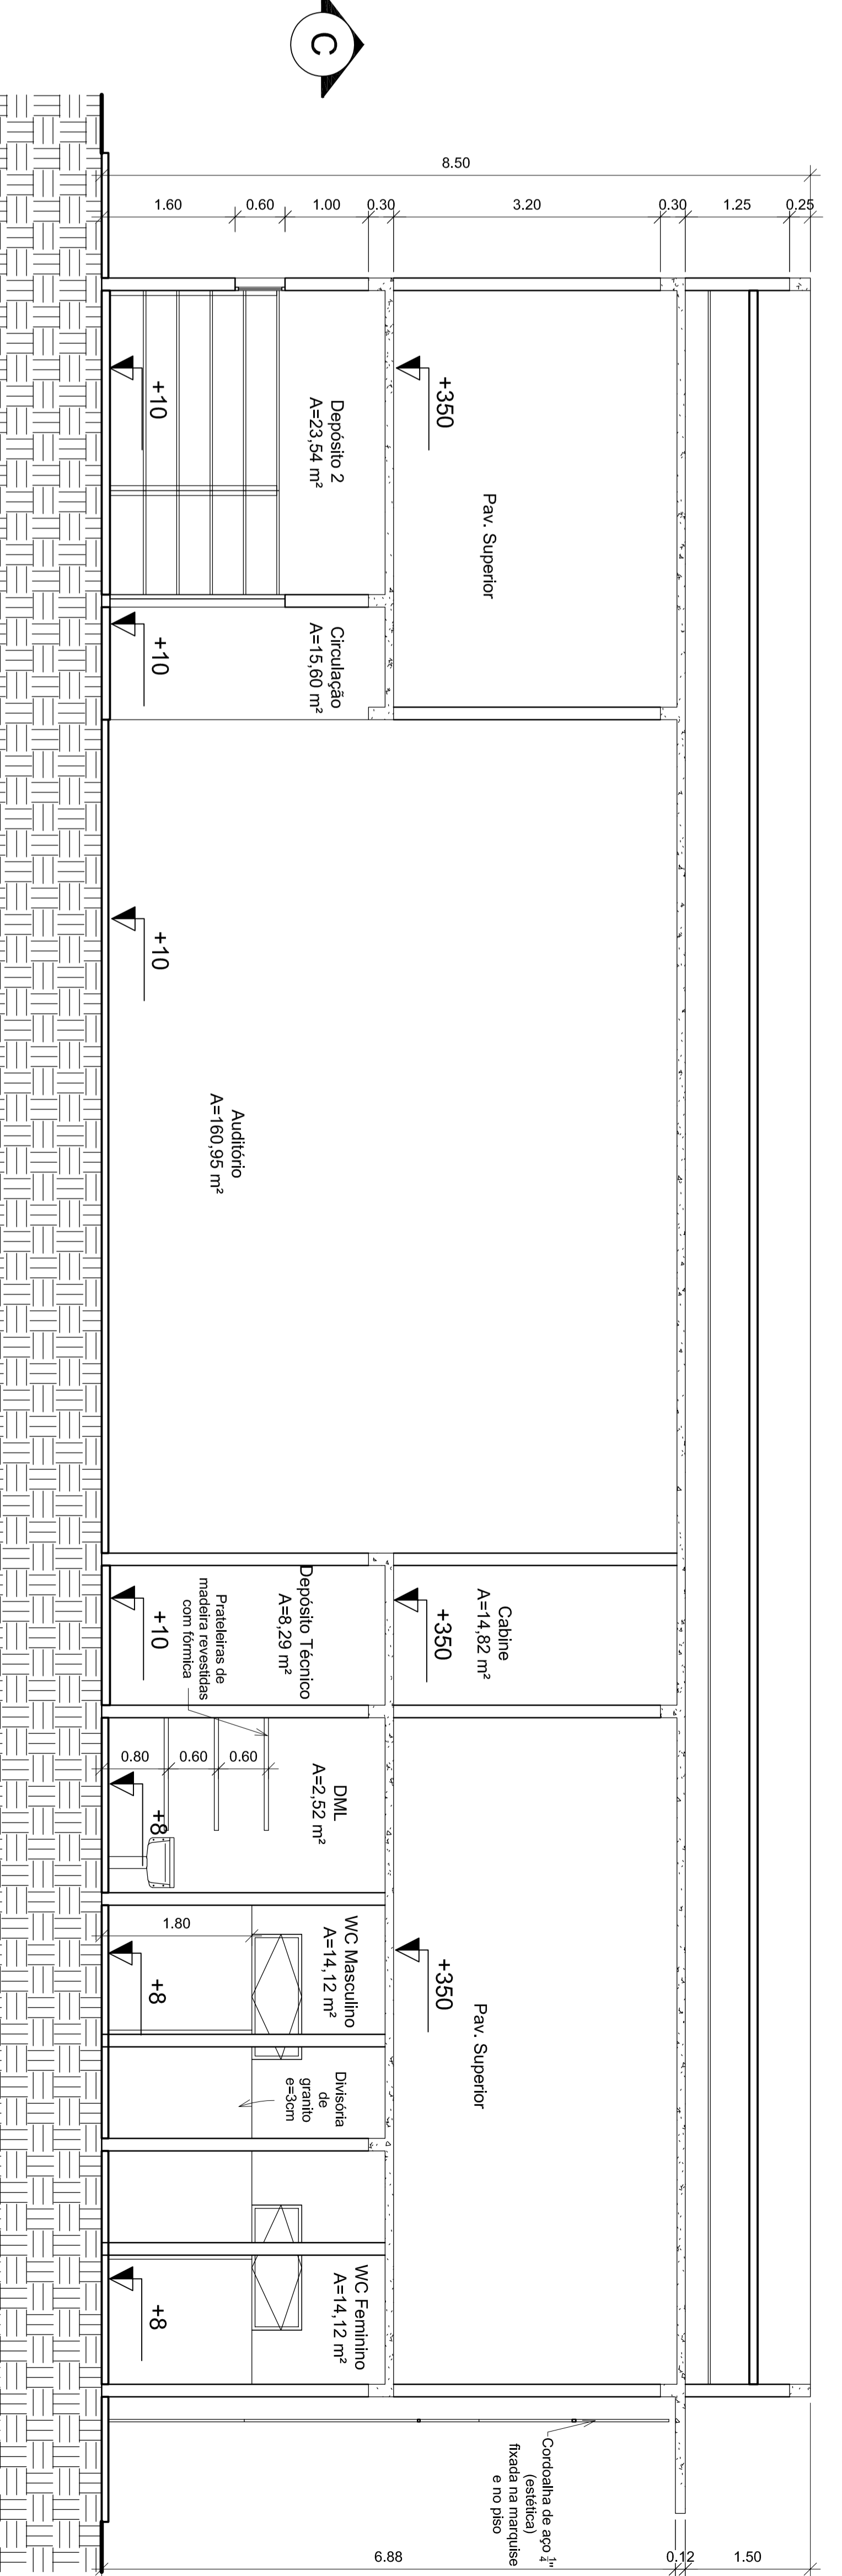 C
8.50
1.60
0.60
1.00
0.30
3.20
0.30
1.25
0.25
+10
Depósito 2
A=23,54 m²
+350
Pav. Superior
+10
Circulação
A=15,60 m²
+10
Auditório
A=160,95 m²
+10
Prateleiras de
madeira revestidas
com fórmica
Depósito Técnico
A=8,29 m²
+350
Cabine
A=14,82 m²
0.80
0.60
0.60
+8
DML
A=2,52 m²
1.80
+8
WC Masculino
A=14,12 m²
+350
Pav. Superior
Divisória
de
granito
e=3cm
+8
WC Feminino
A=14,12 m²
Cordoalha de aço 1/4"
(estética)
fixada na marquise
e no piso
6.88
0.12
1.50